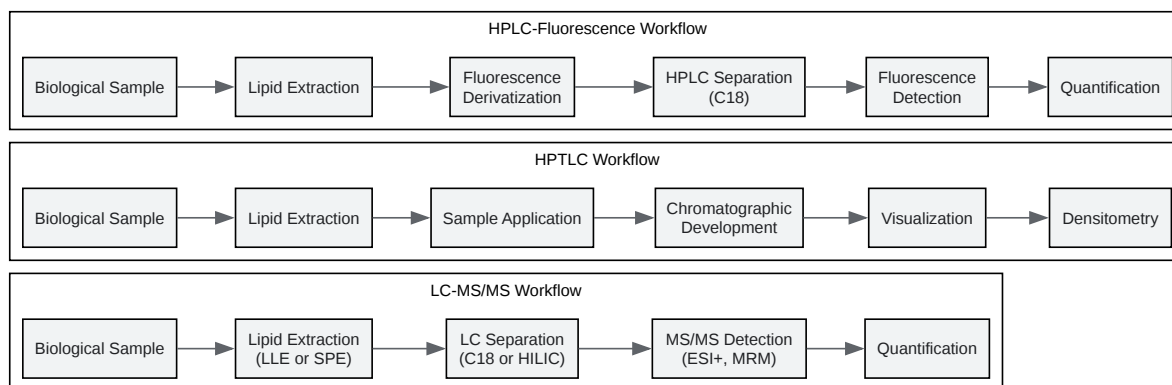 HPLC-Fluorescence Workflow
Biological Sample
Lipid Extraction
Fluorescence
Derivatization
HPLC Separation
(C18)
Fluorescence
Detection
Quantification
HPTLC Workflow
Biological Sample
Lipid Extraction
Sample Application
Chromatographic
Development
Visualization
Densitometry
LC-MS/MS Workflow
Biological Sample
Lipid Extraction
(LLE or SPE)
LC Separation
(C18 or HILIC)
MS/MS Detection
(ESI+, MRM)
Quantification